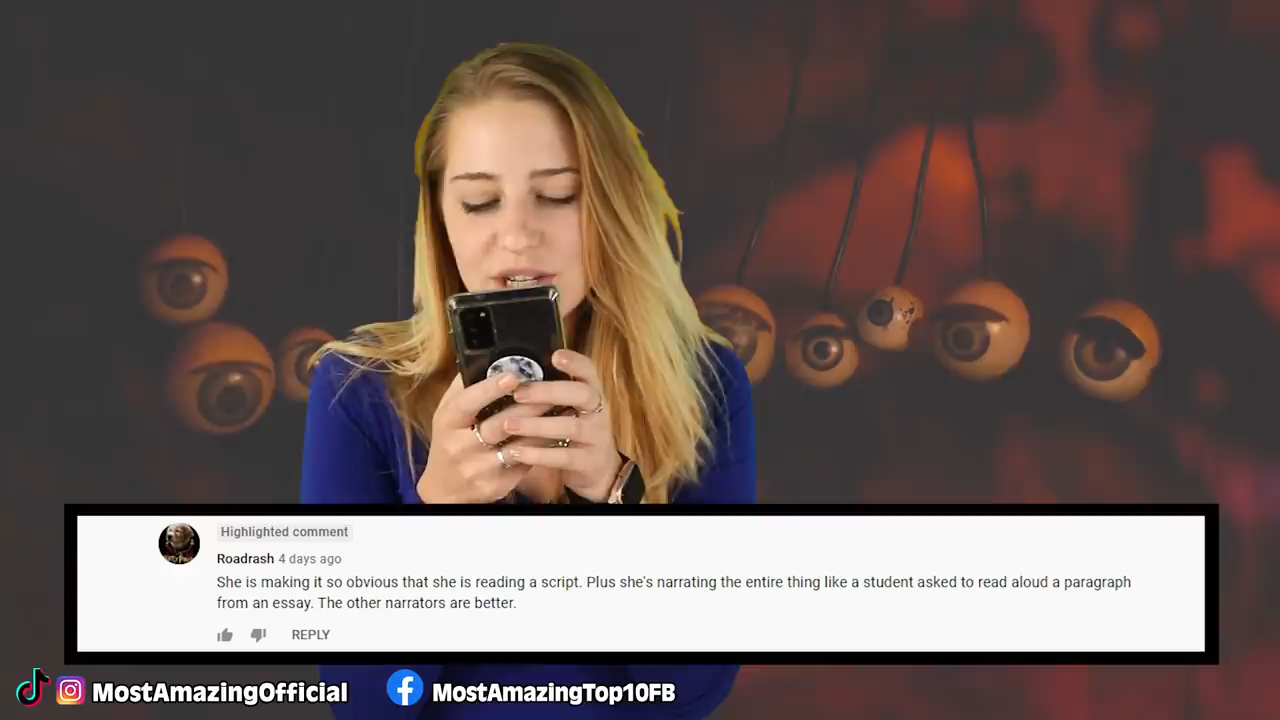 Highlighted comment
Roadrash 4 days ago
She is making it so obvious that she is reading a script. Plus she's narrating the entire thing like a student asked to read aloud a paragraph
from an essay. The other narrators are better.
REPLY
MostAmazingOfficial MostAmazingTop10FB